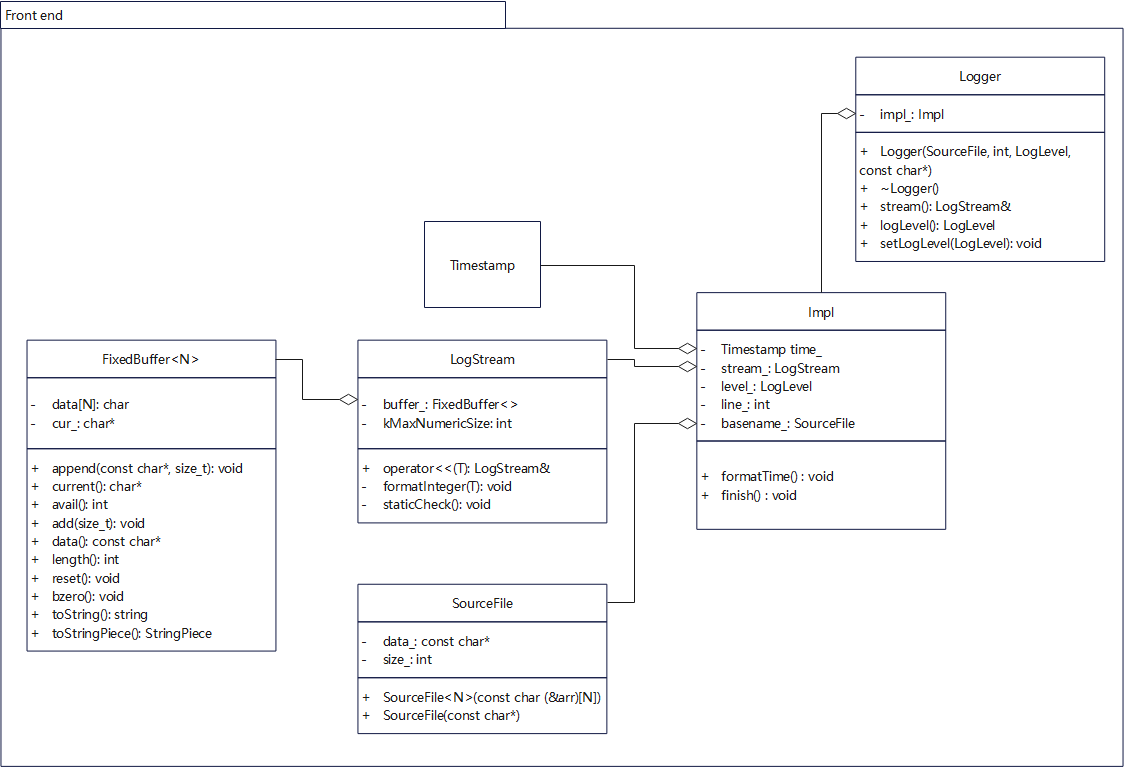 Front end
Logger
- impl_: Impl
+ Logger(SourceFile, int, LogLevel,
const char*)
+ ~Logger()
+ stream(): LogStream&
+ logLevel(): LogLevel
+ setLogLevel(LogLevel): void
Timestamp
Impl
- Timestamp time_
- stream_: LogStream
- level_: LogLevel
- line_: int
- basename_: SourceFile
+ formatTime() : void
+ finish() : void
FixedBuffer<N>
- data[N]: char
- cur_: char*
+ append(const char*, size_t): void
+ current(): char*
+ avail(): int
+ add(size_t): void
+ data(): const char*
+ length(): int
+ reset(): void
+ bzero(): void
+ toString(): string
+ toStringPiece(): StringPiece
LogStream
- buffer_: FixedBuffer<>
- kMaxNumericSize: int
+ operator<<(T): LogStream&
- formatInteger(T): void
- staticCheck(): void
SourceFile
- data_: const char*
- size_: int
+ SourceFile<N>(const char (&arr)[N])
+ SourceFile(const char*)